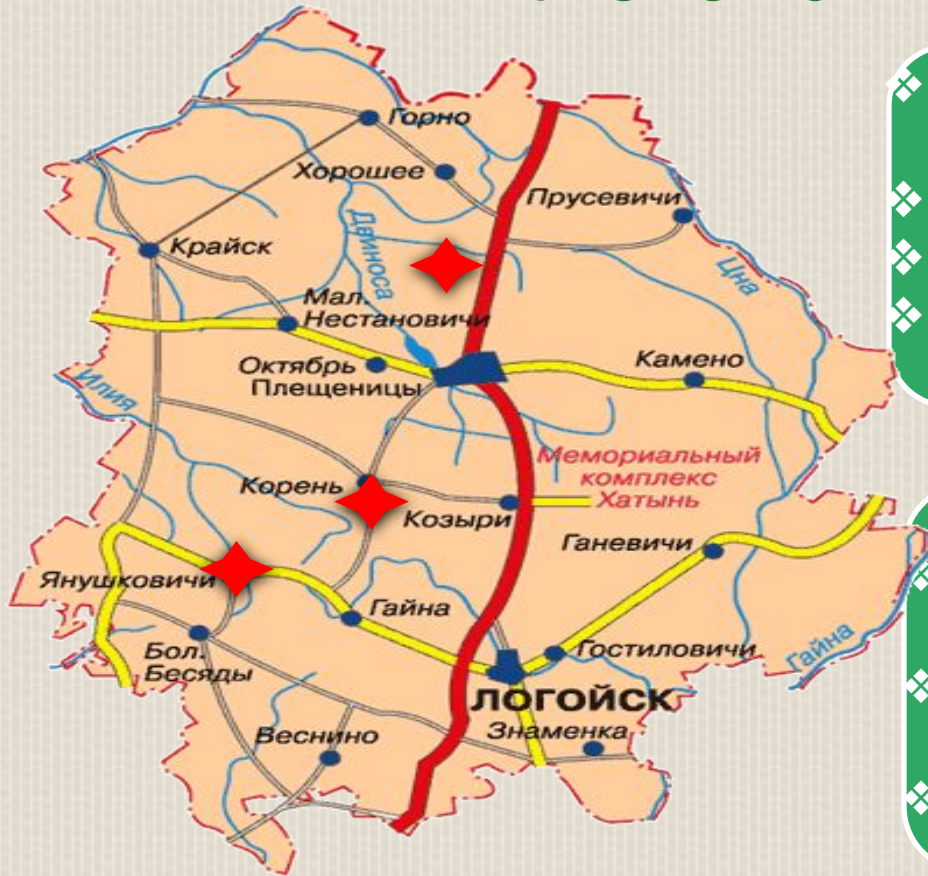 Горно
Хорошее
Прусевичи
Двиноса
Крайск
Цна
Мал.
Нестановичи
Октябрь
Плещеницы
Камено
Илия
Мемориальный
комплекс
Хатынь
Корень
Козыри
Ганевичи
Янушковичи
Гайна
Гостиловичи
Гайна
Бол.
Бесяды
ЛОГОЙСК
Знаменка
Веснино